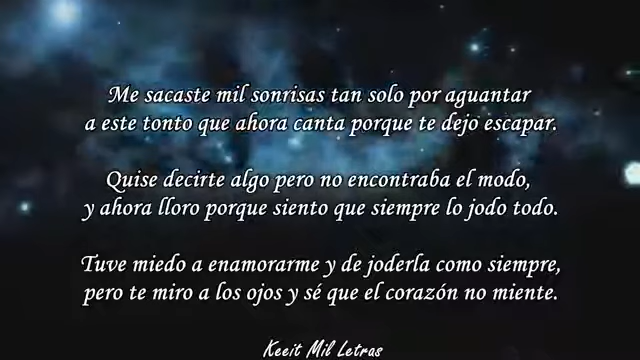 Me sacaste mil sonrisas tan solo por aguantar
a este tonto que ahora canta porque te dejo escapar.
Quise decirte algo pero no encontraba el modo,
y ahora lloro porque siento que siempre lo jodo todo.
Tuve miedo a enamorarme y de joderla como siempre,
pero te miro a los ojos y sé que el corazón no miente.
Keeit Mil Letras